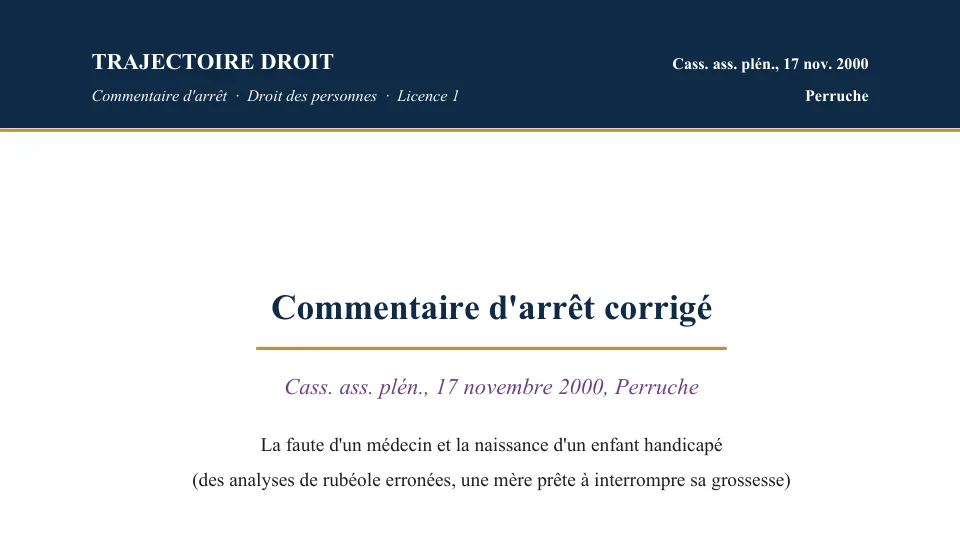 TRAJECTOIRE DROIT
Cass. ass. plén., 17 nov. 2000
Commentaire d'arrêt · Droit des personnes · Licence 1
Perruche
Commentaire d'arrêt corrigé
Cass. ass. plén., 17 novembre 2000, Perruche
La faute d'un médecin et la naissance d'un enfant handicapé
(des analyses de rubéole erronées, une mère prête à interrompre sa grossesse)